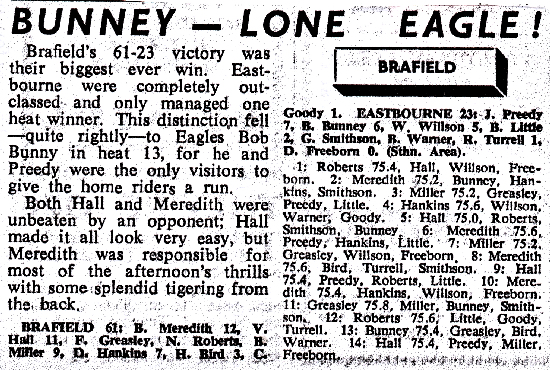 BUNNEY — LONE EAGLE!
Brafield's 61-23 victory was
their biggest ever win. East-
bourne were completely out-
classed and only managed one
heat winner. This distinction fell
—quite rightly—to Eagles Bob
Bunny in heat 13, for he and
Preedy were the only visitors to
give the home riders a run.
Both Hall and Meredith were
unbeaten by an opponent; Hall
made it all look very easy, but
Meredith was responsible for
most of the afternoon's thrills
with some splendid tigering from
the back.
BRAFIELD 61: B. Meredith 12, V.
Hall 11, F. Greasley, N. Roberts, B.
Miller 9, D. Hankins 7, H. Bird 3, C.
BRAFIELD
Goody 1. EASTBOURNE 23: J. Preedy
7, B. Bunney 6, W. Willson 5, B. Little
2, G. Smithson, B. Warner, R. Turrell 1,
D. Freeborn 0. (Sthn. Area).
1: Roberts 75.4, Hall, Willson, Free-
born. 2: Meredith 75.2, Bunney, Han-
kins, Smithson. 3: Miller 75.2, Greasley,
Preedy, Little. 4: Hankins 75.6, Willson,
Warner, Goody. 5: Hall 75.0, Roberts,
Smithson, Bunney. 6: Meredith 75.6,
Preedy, Hankins, Little. 7: Miller 75.2,
Greasley, Willson, Freeborn. 8: Meredith
75.6, Bird, Turrell, Smithson. 9: Hall
75.4, Preedy, Roberts, Little. 10: Mere-
dith 75.4, Hankins, Willson, Freeborn.
11: Greasley 75.8, Miller, Bunney, Smith-
son. 12: Roberts 75.6, Little, Goody,
Turrell. 13: Bunney 75.4, Greasley, Bird,
Warner. 14: Hall 75.4, Preedy, Miller,
Freeborn.